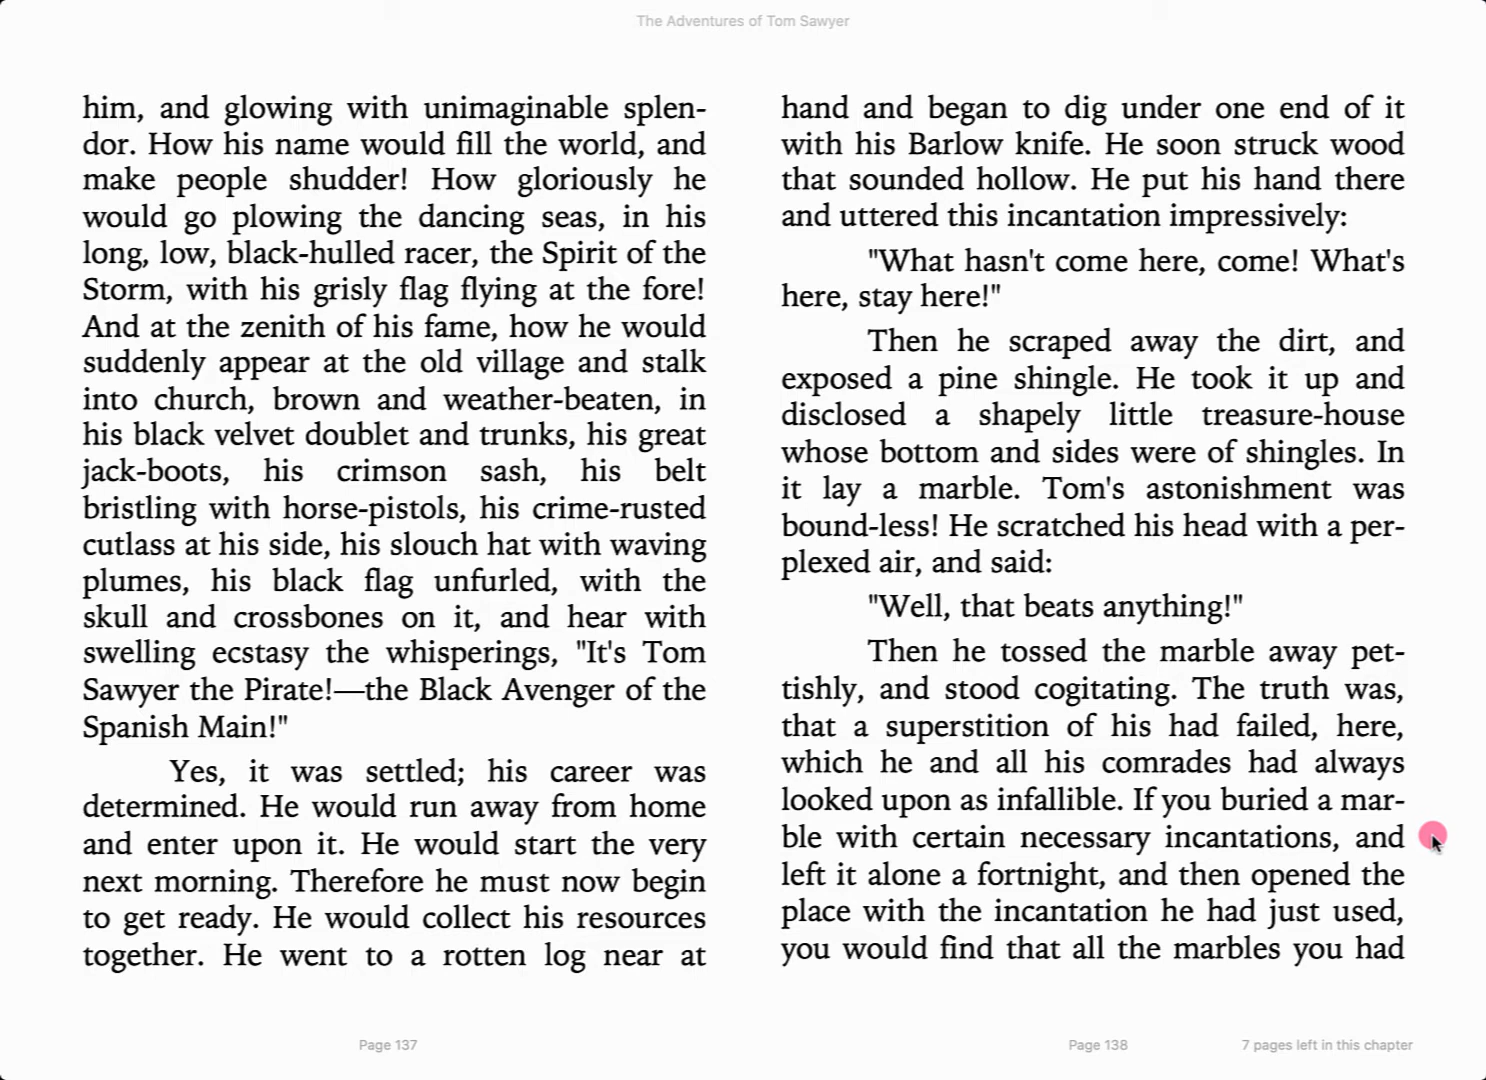 The Adventures of Tom Sawyer
him, and glowing with unimaginable splen-
dor. How his name would fill the world, and
make people shudder! How gloriously he
would go plowing the dancing seas, in his
long, low, black-hulled racer, the Spirit of the
Storm, with his grisly flag flying at the fore!
And at the zenith of his fame, how he would
suddenly appear at the old village and stalk
into church, brown and weather-beaten, in
his black velvet doublet and trunks, his great
jack-boots, his crimson sash, his belt
bristling with horse-pistols, his crime-rusted
cutlass at his side, his slouch hat with waving
plumes, his black flag unfurled, with the
skull and crossbones on it, and hear with
swelling ecstasy the whisperings, "It's Tom
Sawyer the Pirate!—the Black Avenger of the
Spanish Main!"
Yes, it was settled; his career was
determined. He would run away from home
and enter upon it. He would start the very
next morning. Therefore he must now begin
to get ready. He would collect his resources
together. He went to a rotten log near at
Page 137
hand and began to dig under one end of it
with his Barlow knife. He soon struck wood
that sounded hollow. He put his hand there
and uttered this incantation impressively:
"What hasn't come here, come! What's
here, stay here!"
Then he scraped away the dirt, and
exposed a pine shingle. He took it up and
disclosed a shapely little treasure-house
whose bottom and sides were of shingles. In
it lay a marble. Tom's astonishment was
bound-less! He scratched his head with a per-
plexed air, and said:
"Well, that beats anything!"
Then he tossed the marble away pet-
tishly, and stood cogitating. The truth was,
that a superstition of his had failed, here,
which he and all his comrades had always
looked upon as infallible. If you buried a mar-
ble with certain necessary incantations, and
left it alone a fortnight, and then opened the
place with the incantation he had just used,
you would find that all the marbles you had
Page 138
7 pages left in this chapter